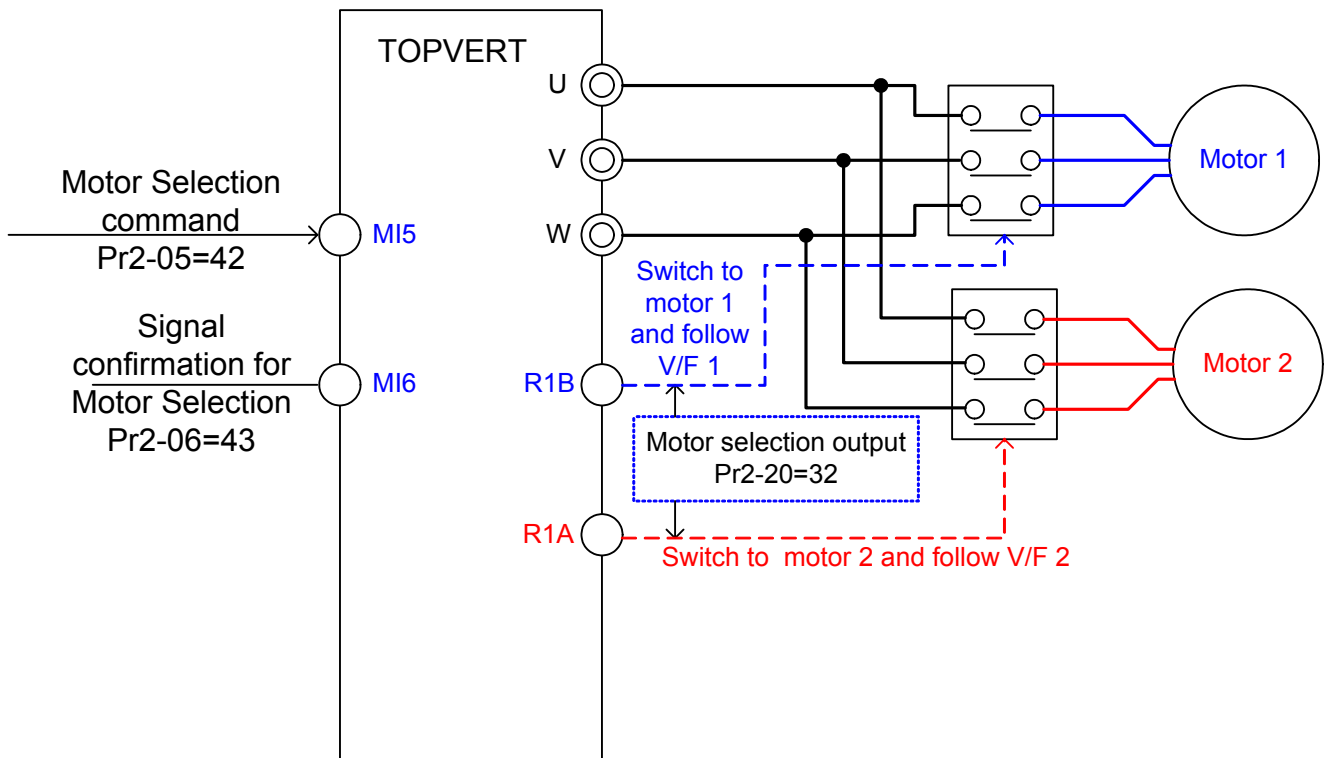 TOPVERT
U
V
W
Motor Selection
command
Pr2-05=42
MI5
Signal
confirmation for
Motor Selection
Pr2-06=43
MI6
Switch to
motor 1
and follow
V/F 1
R1B
Motor selection output
Pr2-20=32
R1A
Switch to motor 2 and follow V/F 2
Motor 1
Motor 2